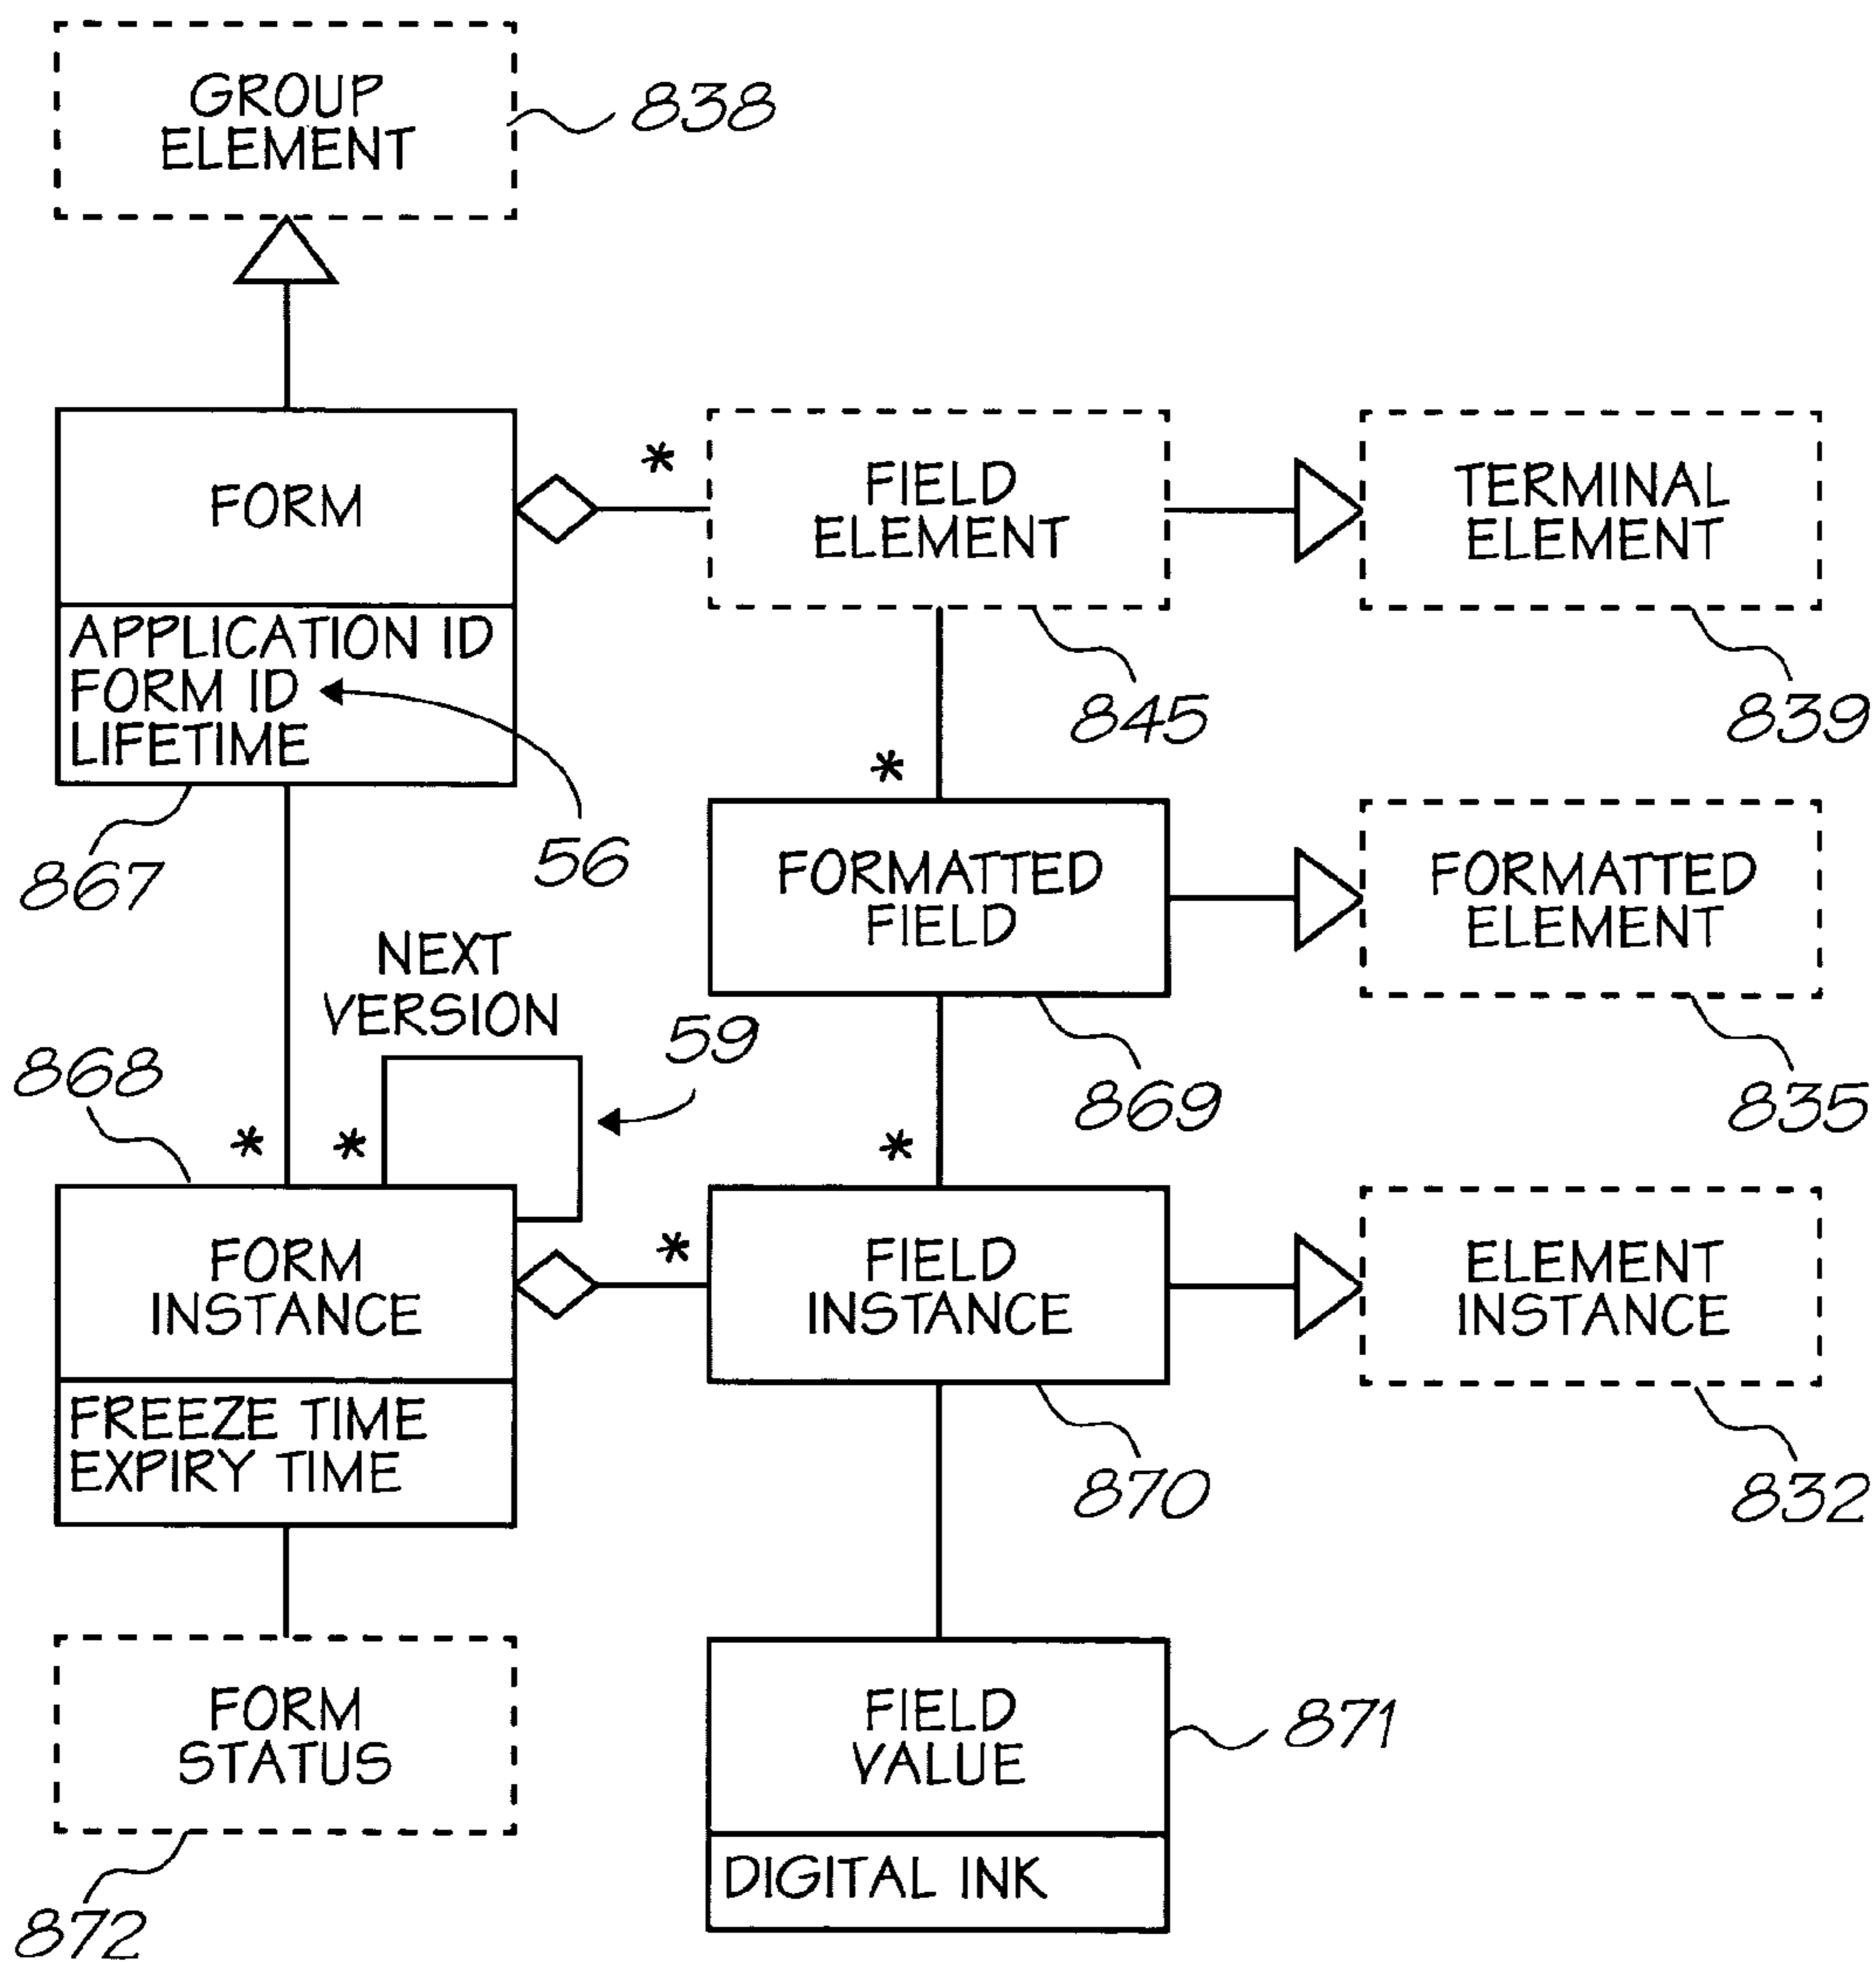 GROUP
ELEMENT
838
FORM
*
FIELD
ELEMENT
TERMINAL
ELEMENT
APPLICATION ID
FORM ID
LIFETIME
845
839
867
56
*
FORMATTED
FIELD
FORMATTED
ELEMENT
NEXT
VERSION
59
868
869
835
*
*
*
FORM
INSTANCE
*
FIELD
INSTANCE
ELEMENT
INSTANCE
FREEZE TIME
EXPIRY TIME
870
832
FORM
STATUS
FIELD
VALUE
871
DIGITAL INK
872